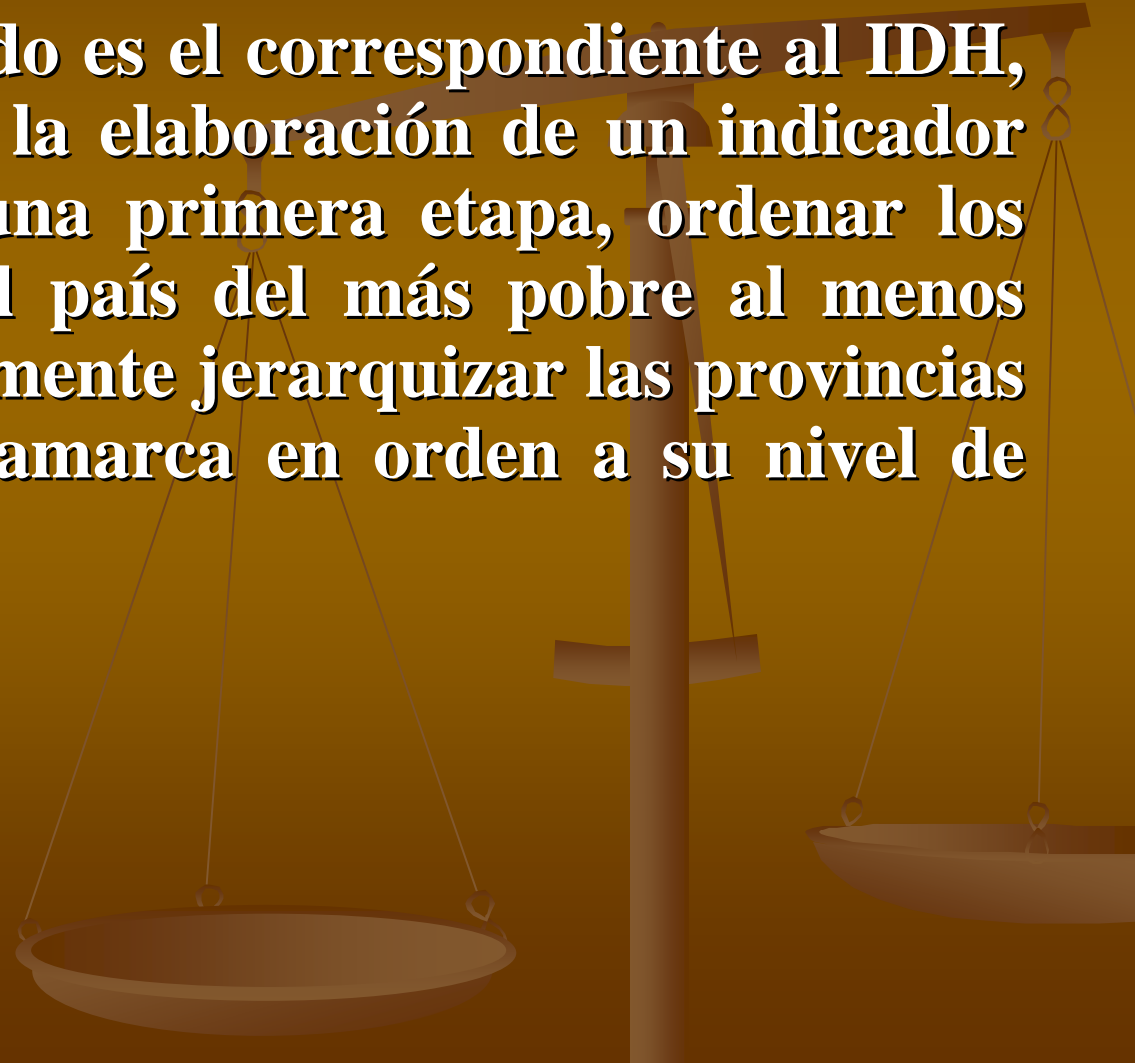 do es el correspondiente al IDH,
la elaboración de un indicador
una primera etapa, ordenar los
l país del más pobre al menos
mente jerarquizar las provincias
amarca en orden a su nivel de